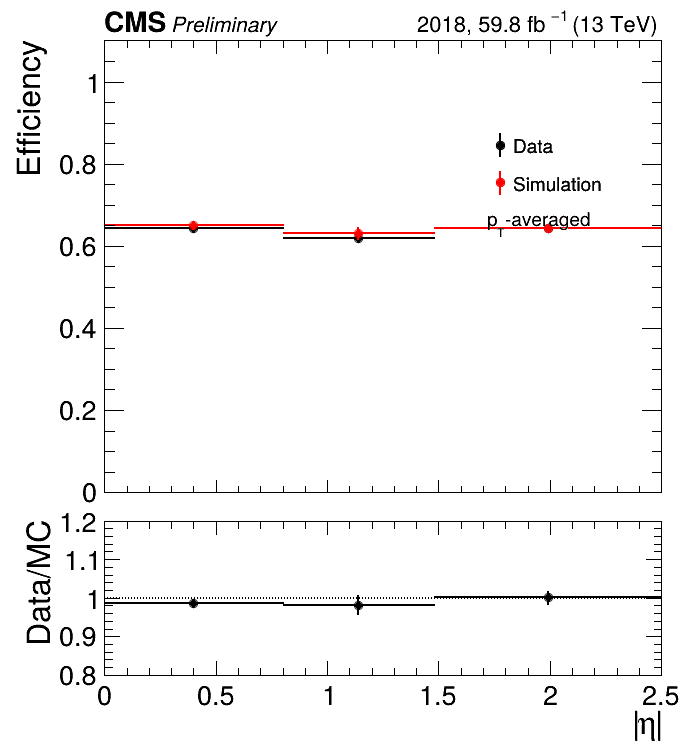 CMS Preliminary 2018, 59.8 fb⁻¹ (13 TeV)
Efficiency
1
0.8
0.6
0.4
0.2
0
Data
Simulation
pT-averaged
Data/MC
1.2
1.1
1
0.9
0.8
0 0.5 1 1.5 2 2.5
|η|